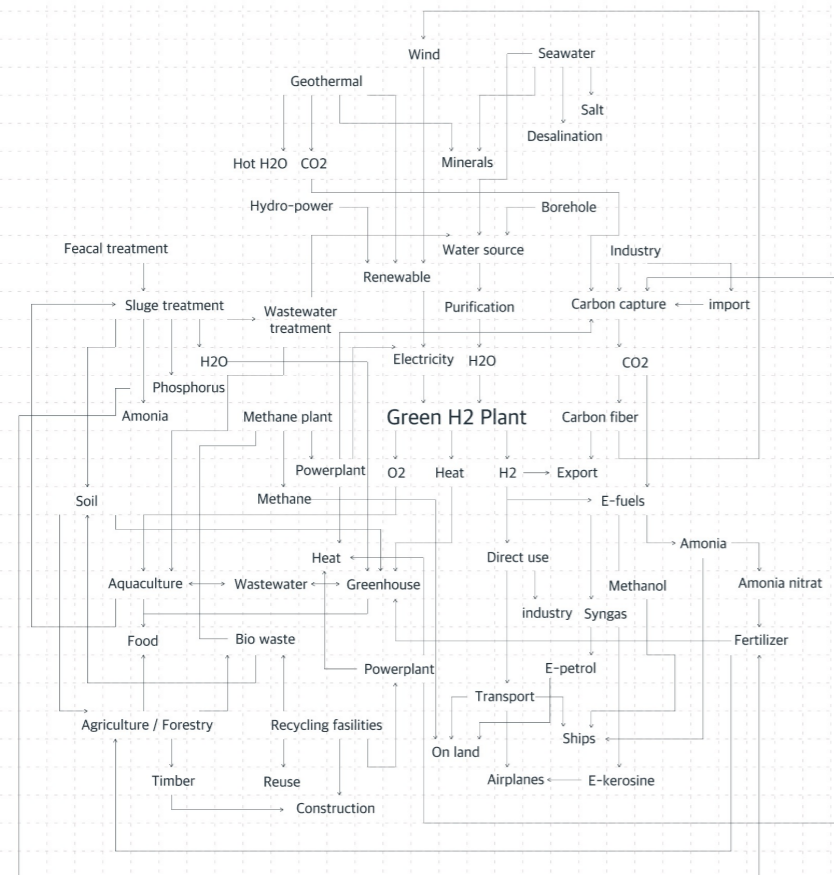 Wind
Seawater
Geothermal
Salt
Desalination
Hot H2O
CO2
Minerals
Hydro-power
Borehole
Feacal treatment
Water source
Industry
Renewable
Sluge treatment
Wastewater
treatment
Purification
Carbon capture
import
H2O
Electricity
H2O
CO2
Phosphorus
Amonia
Methane plant
Green H2 Plant
Carbon fiber
Powerplant
O2
Heat
H2
Export
Soil
Methane
E-fuels
Heat
Direct use
Amonia
Aquaculture
Wastewater
Greenhouse
Methanol
Amonia nitrat
industry
Syngas
Food
Bio waste
Fertilizer
Powerplant
E-petrol
Transport
Agriculture / Forestry
Recycling fasilities
Ships
On land
Timber
Reuse
Airplanes
E-kerosine
Construction